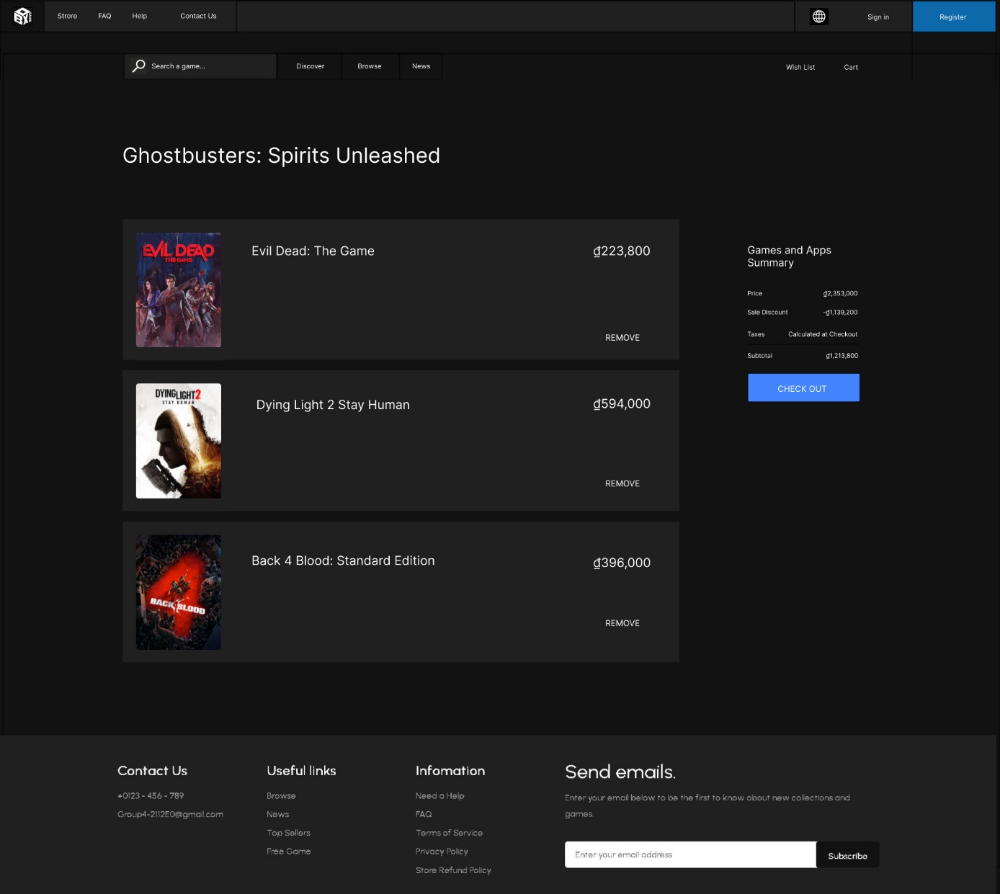 Strore FAQ Help Contact Us Sign in Register
Search a game... Discover Browse News Wish List Cart
Ghostbusters: Spirits Unleashed
EVIL DEAD
THE GAME
Evil Dead: The Game
₫223,800
REMOVE
DYING LIGHT 2
STAY HUMAN
Dying Light 2 Stay Human
₫594,000
REMOVE
4
BACK BLOOD
Back 4 Blood: Standard Edition
₫396,000
REMOVE
Games and Apps
Summary
Price ₫2,353,000
Sale Discount -₫1,139,200
Taxes Calculated at Checkout
Subtotal ₫1,213,800
CHECK OUT
Contact Us
+0123 - 456 - 789
Group4-2112E0@gmail.com
Useful links
Browse
News
Top Sellers
Free Game
Infomation
Need a Help
FAQ
Terms of Service
Privacy Policy
Store Refund Policy
Send emails.
Enter your email below to be the first to know about new collections and
games.
Enter your email address
Subscribe